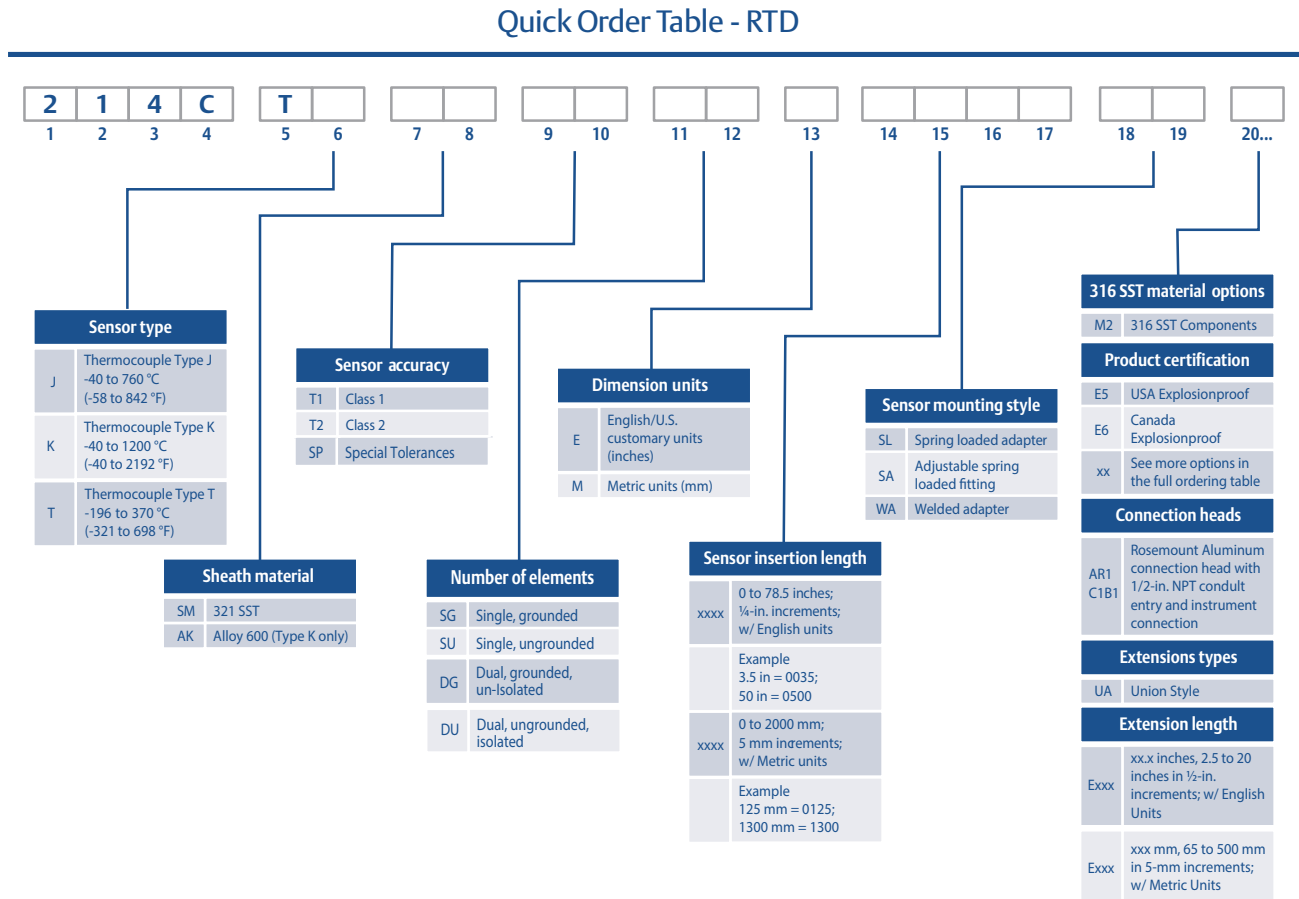 Quick Order Table - RTD
2 1 4 C T
1 2 3 4 5 6 7 8 9 10 11 12 13 14 15 16 17 18 19 20...
Sensor type
J
Thermocouple Type J
-40 to 760 °C
(-58 to 842 °F)
K
Thermocouple Type K
-40 to 1200 °C
(-40 to 2192 °F)
T
Thermocouple Type T
-196 to 370 °C
(-321 to 698 °F)
Sheath material
SM 321 SST
AK Alloy 600 (Type K only)
Sensor accuracy
T1 Class 1
T2 Class 2
SP Special Tolerances
Number of elements
SG Single, grounded
SU Single, ungrounded
DG
Dual, grounded,
un-Isolated
DU
Dual, ungrounded,
isolated
Dimension units
E
English/U.S.
customary units
(inches)
M Metric units (mm)
Sensor insertion length
xxxx
0 to 78.5 inches;
¼-in. increments;
w/ English units
Example
3.5 in = 0035;
50 in = 0500
xxxx
0 to 2000 mm;
5 mm increments;
w/ Metric units
Example
125 mm = 0125;
1300 mm = 1300
Sensor mounting style
SL Spring loaded adapter
SA
Adjustable spring
loaded fitting
WA Welded adapter
316 SST material options
M2 316 SST Components
Product certification
E5 USA Explosionproof
E6
Canada
Explosionproof
xx
See more options in
the full ordering table
Connection heads
AR1
C1B1
Rosemount Aluminum
connection head with
1/2-in. NPT condult
entry and instrument
connection
Extensions types
UA Union Style
Extension length
Exxx
xx.x inches, 2.5 to 20
inches in ½-in.
increments; w/ English
Units
Exxx
xxx mm, 65 to 500 mm
in 5-mm increments;
w/ Metric Units